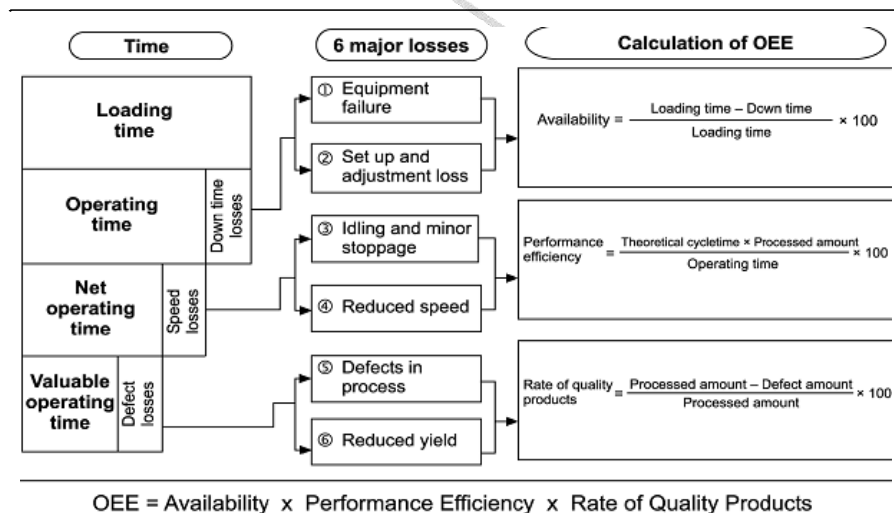 Time
6 major losses
Calculation of OEE
Loading
time
Operating
time
Down time
losses
Net
operating
time
Speed
losses
Valuable
operating
time
Defect
losses
① Equipment
failure
② Set up and
adjustment loss
③ Idling and minor
stoppage
④ Reduced speed
⑤ Defects in
process
⑥ Reduced yield
Availability = Loading time – Down time × 100
Loading time
Performance
efficiency = Theoretical cycletime × Processed amount × 100
Operating time
Rate of quality
products = Processed amount – Defect amount × 100
Processed amount
OEE = Availability x Performance Efficiency x Rate of Quality Products